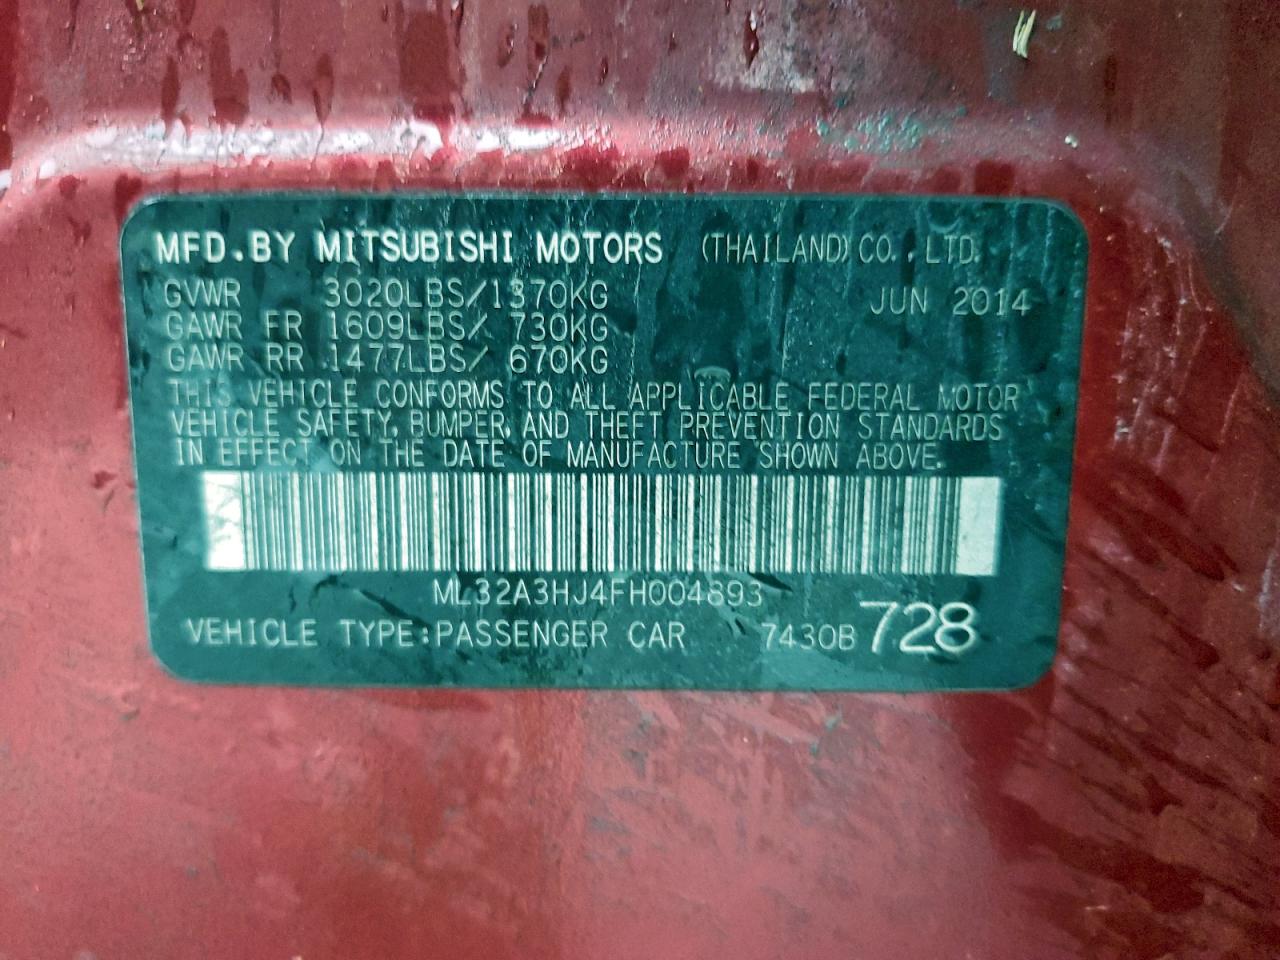 MFD. BY MITSUBISHI MOTORS (THAILAND) CO., LTD.
GVWR 3020LBS/1370KG JUN 2014
GAWR FR 1609LBS/ 730KG
GAWR RR 1477LBS/ 670KG
THIS VEHICLE CONFORMS TO ALL APPLICABLE FEDERAL MOTOR
VEHICLE SAFETY, BUMPER, AND THEFT PREVENTION STANDARDS
IN EFFECT ON THE DATE OF MANUFACTURE SHOWN ABOVE.
ML32A3HJ4FH004893
VEHICLE TYPE:PASSENGER CAR 7430B 728